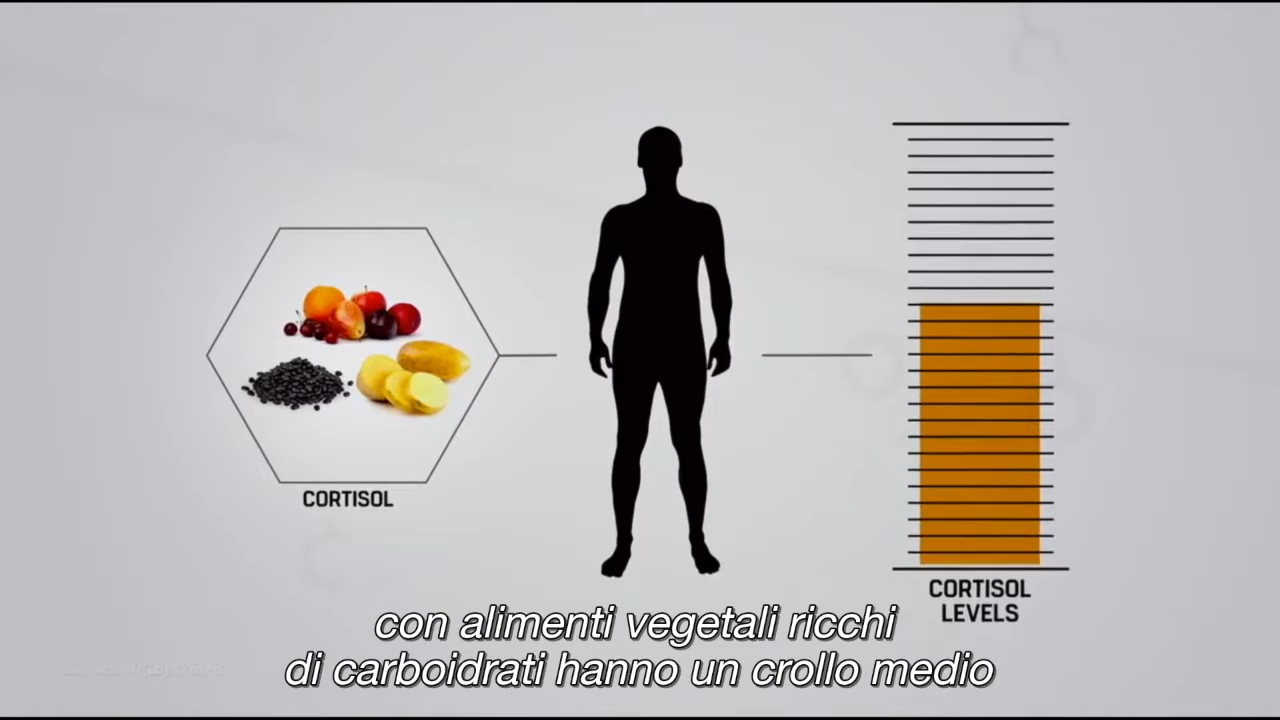 CORTISOL
CORTISOL
LEVELS
con alimenti vegetali ricchi
di carboidrati hanno un crollo medio